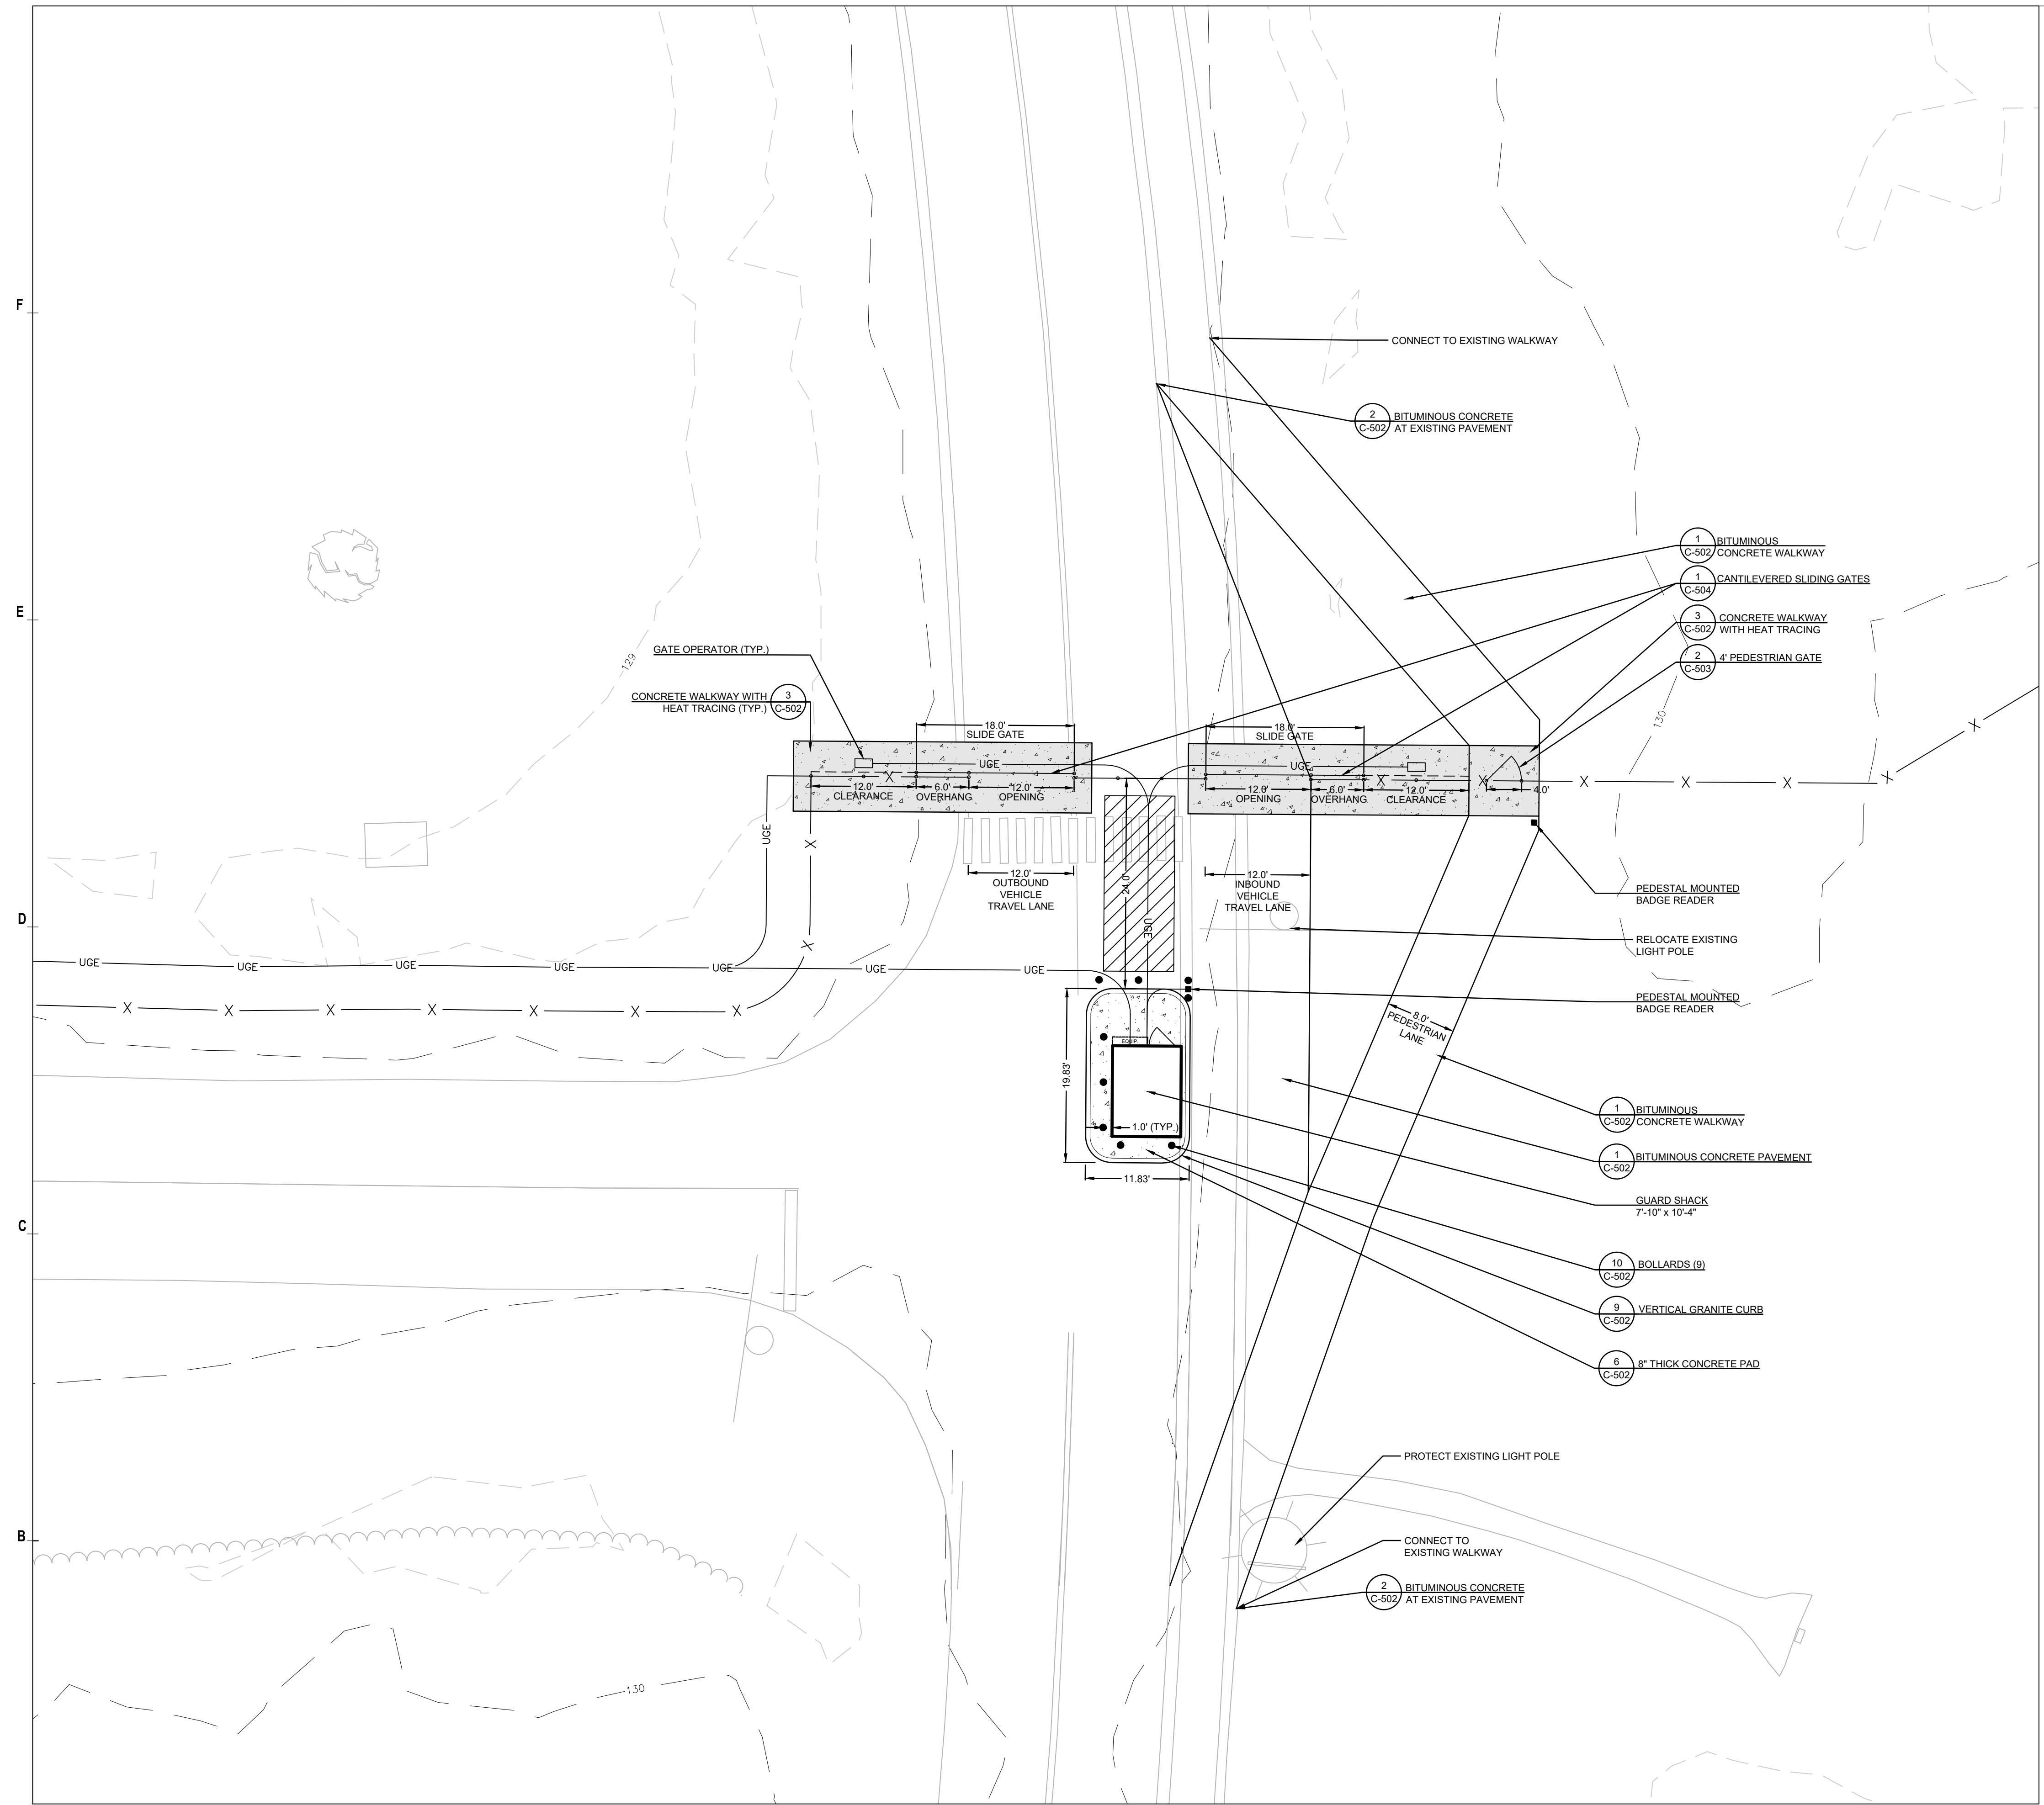 F
CONNECT TO EXISTING WALKWAY
2
C-502
BITUMINOUS CONCRETE
AT EXISTING PAVEMENT
1
C-502
BITUMINOUS
CONCRETE WALKWAY
1
C-504
CANTILEVERED SLIDING GATES
E
3
C-502
CONCRETE WALKWAY
WITH HEAT TRACING
2
C-503
4' PEDESTRIAN GATE
129
GATE OPERATOR (TYP.)
CONCRETE WALKWAY WITH
HEAT TRACING (TYP.)
3
C-502
130
18.0'
SLIDE GATE
18.0'
SLIDE GATE
X
UGE
UGE
X
X
X
X
X
X
X
X
12.0'
CLEARANCE
6.0'
OVERHANG
12.0'
OPENING
12.0'
OPENING
6.0'
OVERHANG
12.0'
CLEARANCE
4.0'
UGE
X
12.0'
OUTBOUND
VEHICLE
TRAVEL LANE
24.0'
12.0'
INBOUND
VEHICLE
TRAVEL LANE
PEDESTAL MOUNTED
BADGE READER
D
UGE
X
RELOCATE EXISTING
LIGHT POLE
UGE
UGE
UGE
UGE
UGE
UGE
UGE
PEDESTAL MOUNTED
BADGE READER
X
X
X
X
X
X
X
8.0'
PEDESTRIAN
LANE
EQUIP.
19.83'
1.0' (TYP.)
11.83'
1
C-502
BITUMINOUS
CONCRETE WALKWAY
1
C-502
BITUMINOUS CONCRETE PAVEMENT
GUARD SHACK
7'-10" x 10'-4"
C
10
C-502
BOLLARDS (9)
9
C-502
VERTICAL GRANITE CURB
6
C-502
8" THICK CONCRETE PAD
PROTECT EXISTING LIGHT POLE
B
CONNECT TO
EXISTING WALKWAY
2
C-502
BITUMINOUS CONCRETE
AT EXISTING PAVEMENT
130